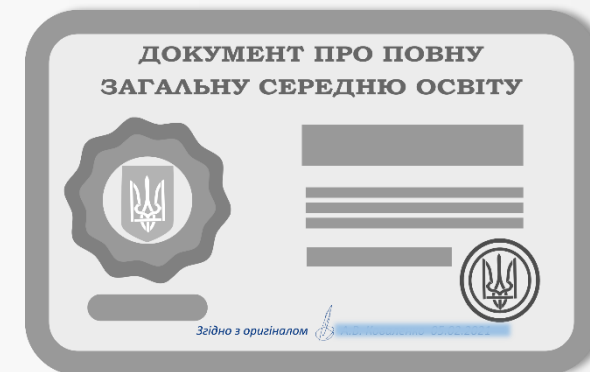 ДОКУМЕНТ ПРО ПОВНУ
ЗАГАЛЬНУ СЕРЕДНЮ ОСВІТУ
Згідно з оригіналом